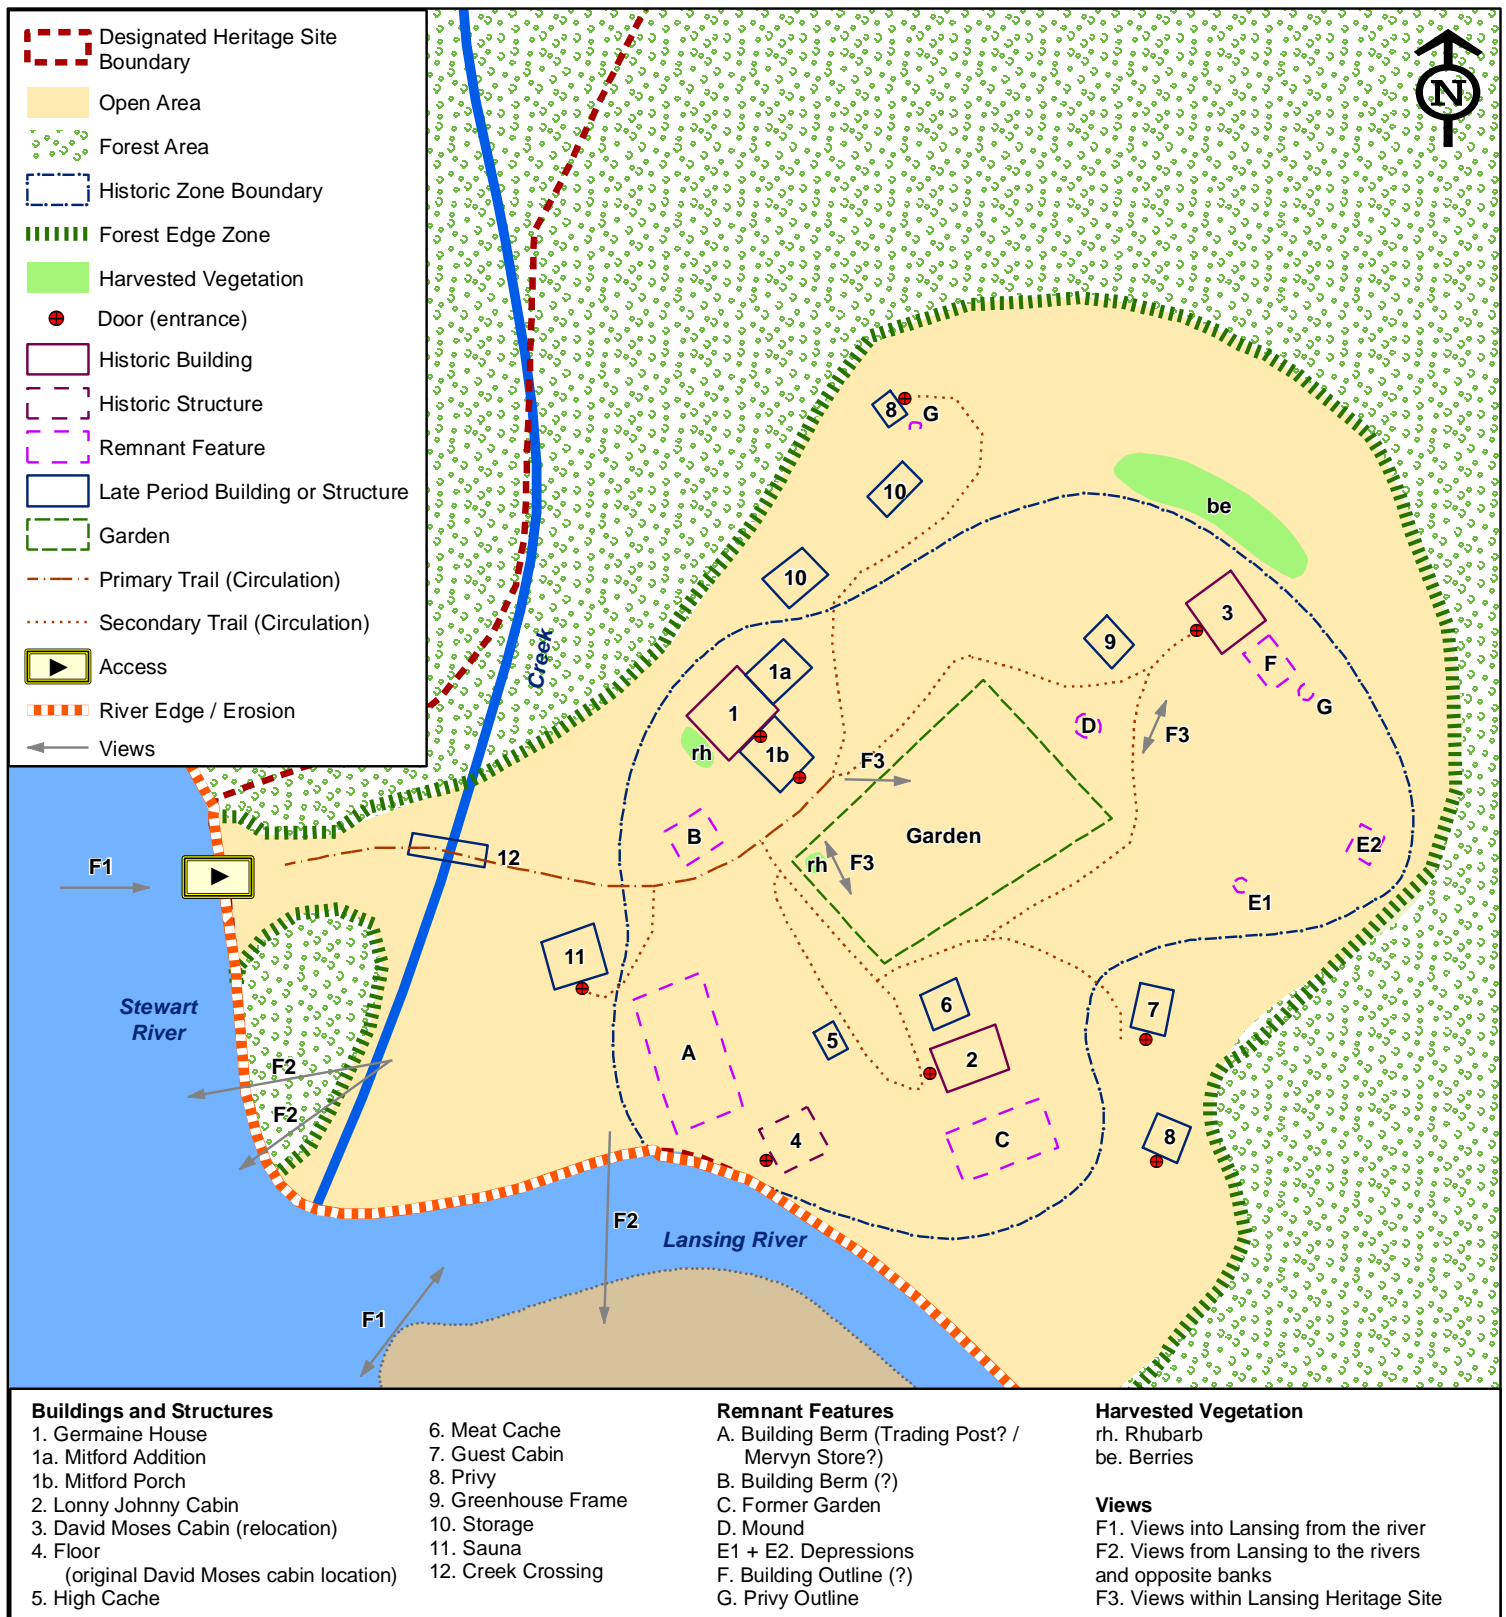 Designated Heritage Site
Boundary
Open Area
Forest Area
Historic Zone Boundary
Forest Edge Zone
Harvested Vegetation
Door (entrance)
Historic Building
Historic Structure
Remnant Feature
Late Period Building or Structure
Garden
Primary Trail (Circulation)
Secondary Trail (Circulation)
Access
River Edge / Erosion
Views
N
8
G
10
be
10
3
9
Creek
1a
F
G
1
D
F3
rh
1b
F3
B
Garden
E2
12
rh
F3
F1
E1
11
Stewart
River
6
7
5
A
2
F2
F2
4
C
8
F2
Lansing River
F1
Buildings and Structures
1. Germaine House
1a. Mitford Addition
1b. Mitford Porch
2. Lonny Johnny Cabin
3. David Moses Cabin (relocation)
4. Floor
(original David Moses cabin location)
5. High Cache
6. Meat Cache
7. Guest Cabin
8. Privy
9. Greenhouse Frame
10. Storage
11. Sauna
12. Creek Crossing
Remnant Features
A. Building Berm (Trading Post? /
Mervyn Store?)
B. Building Berm (?)
C. Former Garden
D. Mound
E1 + E2. Depressions
F. Building Outline (?)
G. Privy Outline
Harvested Vegetation
rh. Rhubarb
be. Berries
Views
F1. Views into Lansing from the river
F2. Views from Lansing to the rivers
and opposite banks
F3. Views within Lansing Heritage Site